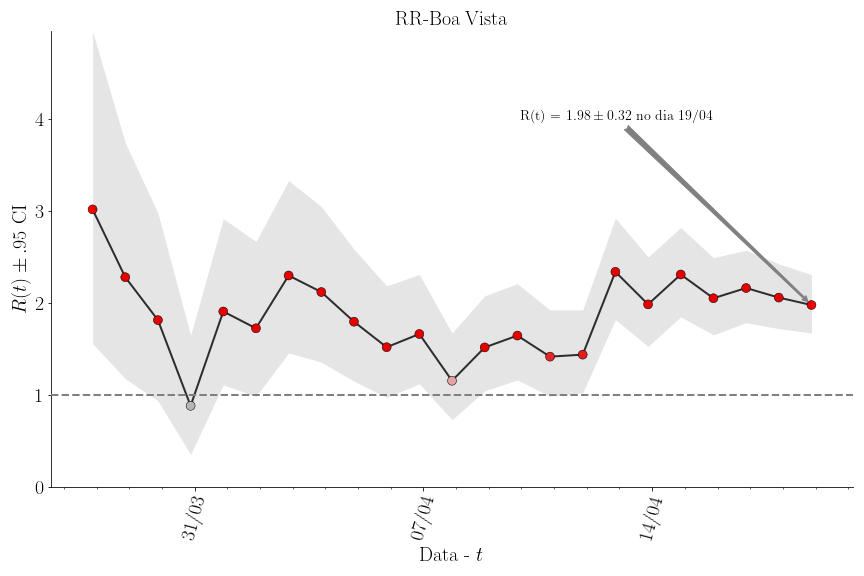 RR-Boa Vista
R(t) = 1.98 ± 0.32 no dia 19/04
R(t) ± .95 CI
4
3
2
1
0
31/03
07/04
14/04
Data - t